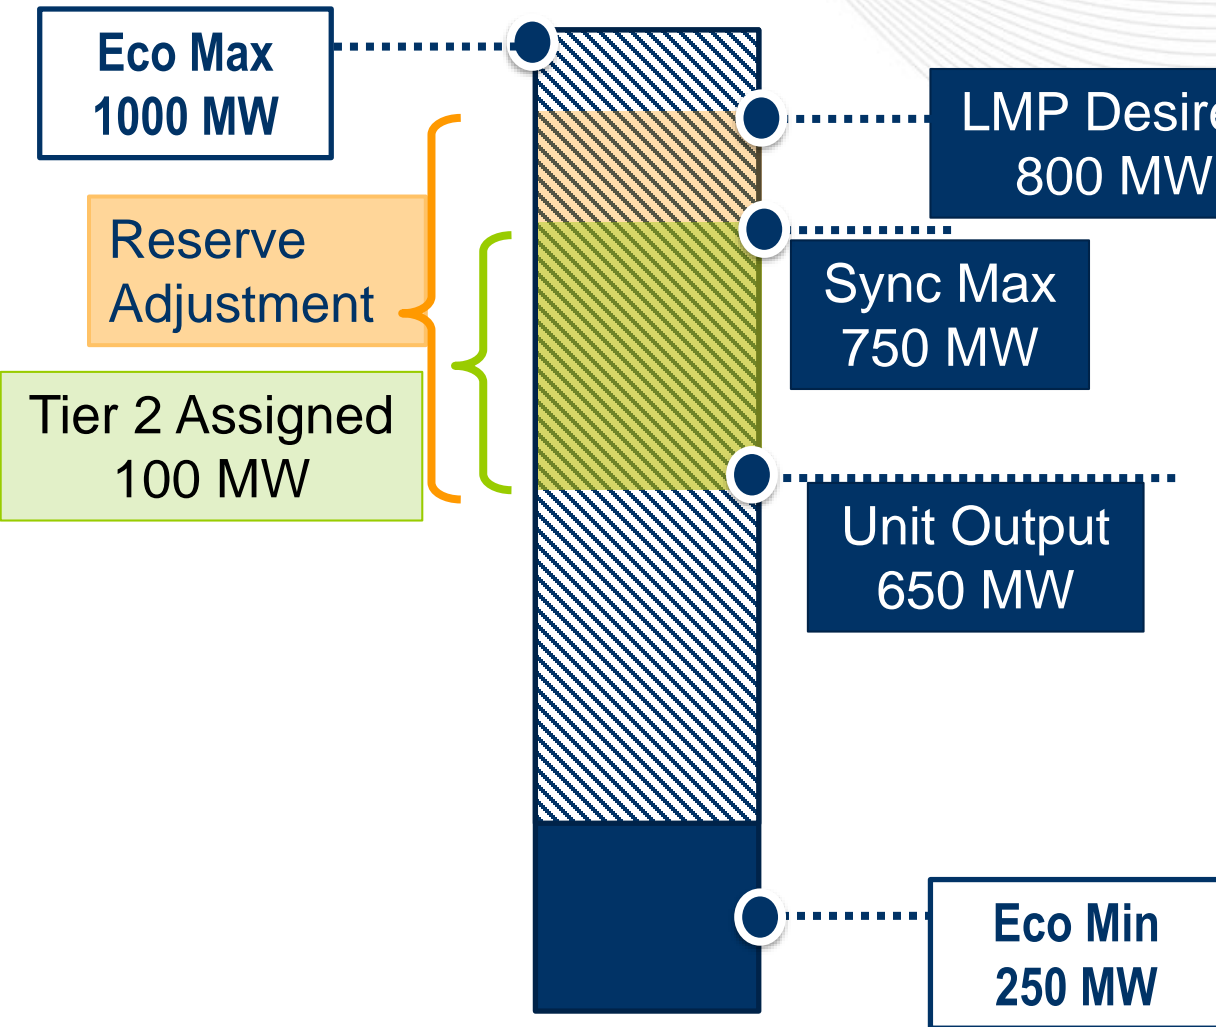 Eco Max
1000 MW
LMP
800 MW
Reserve
Adjustment
Sync Max
750 MW
Tier 2 Assigned
100 MW
Unit Output
650 MW
Eco Min
250 MW